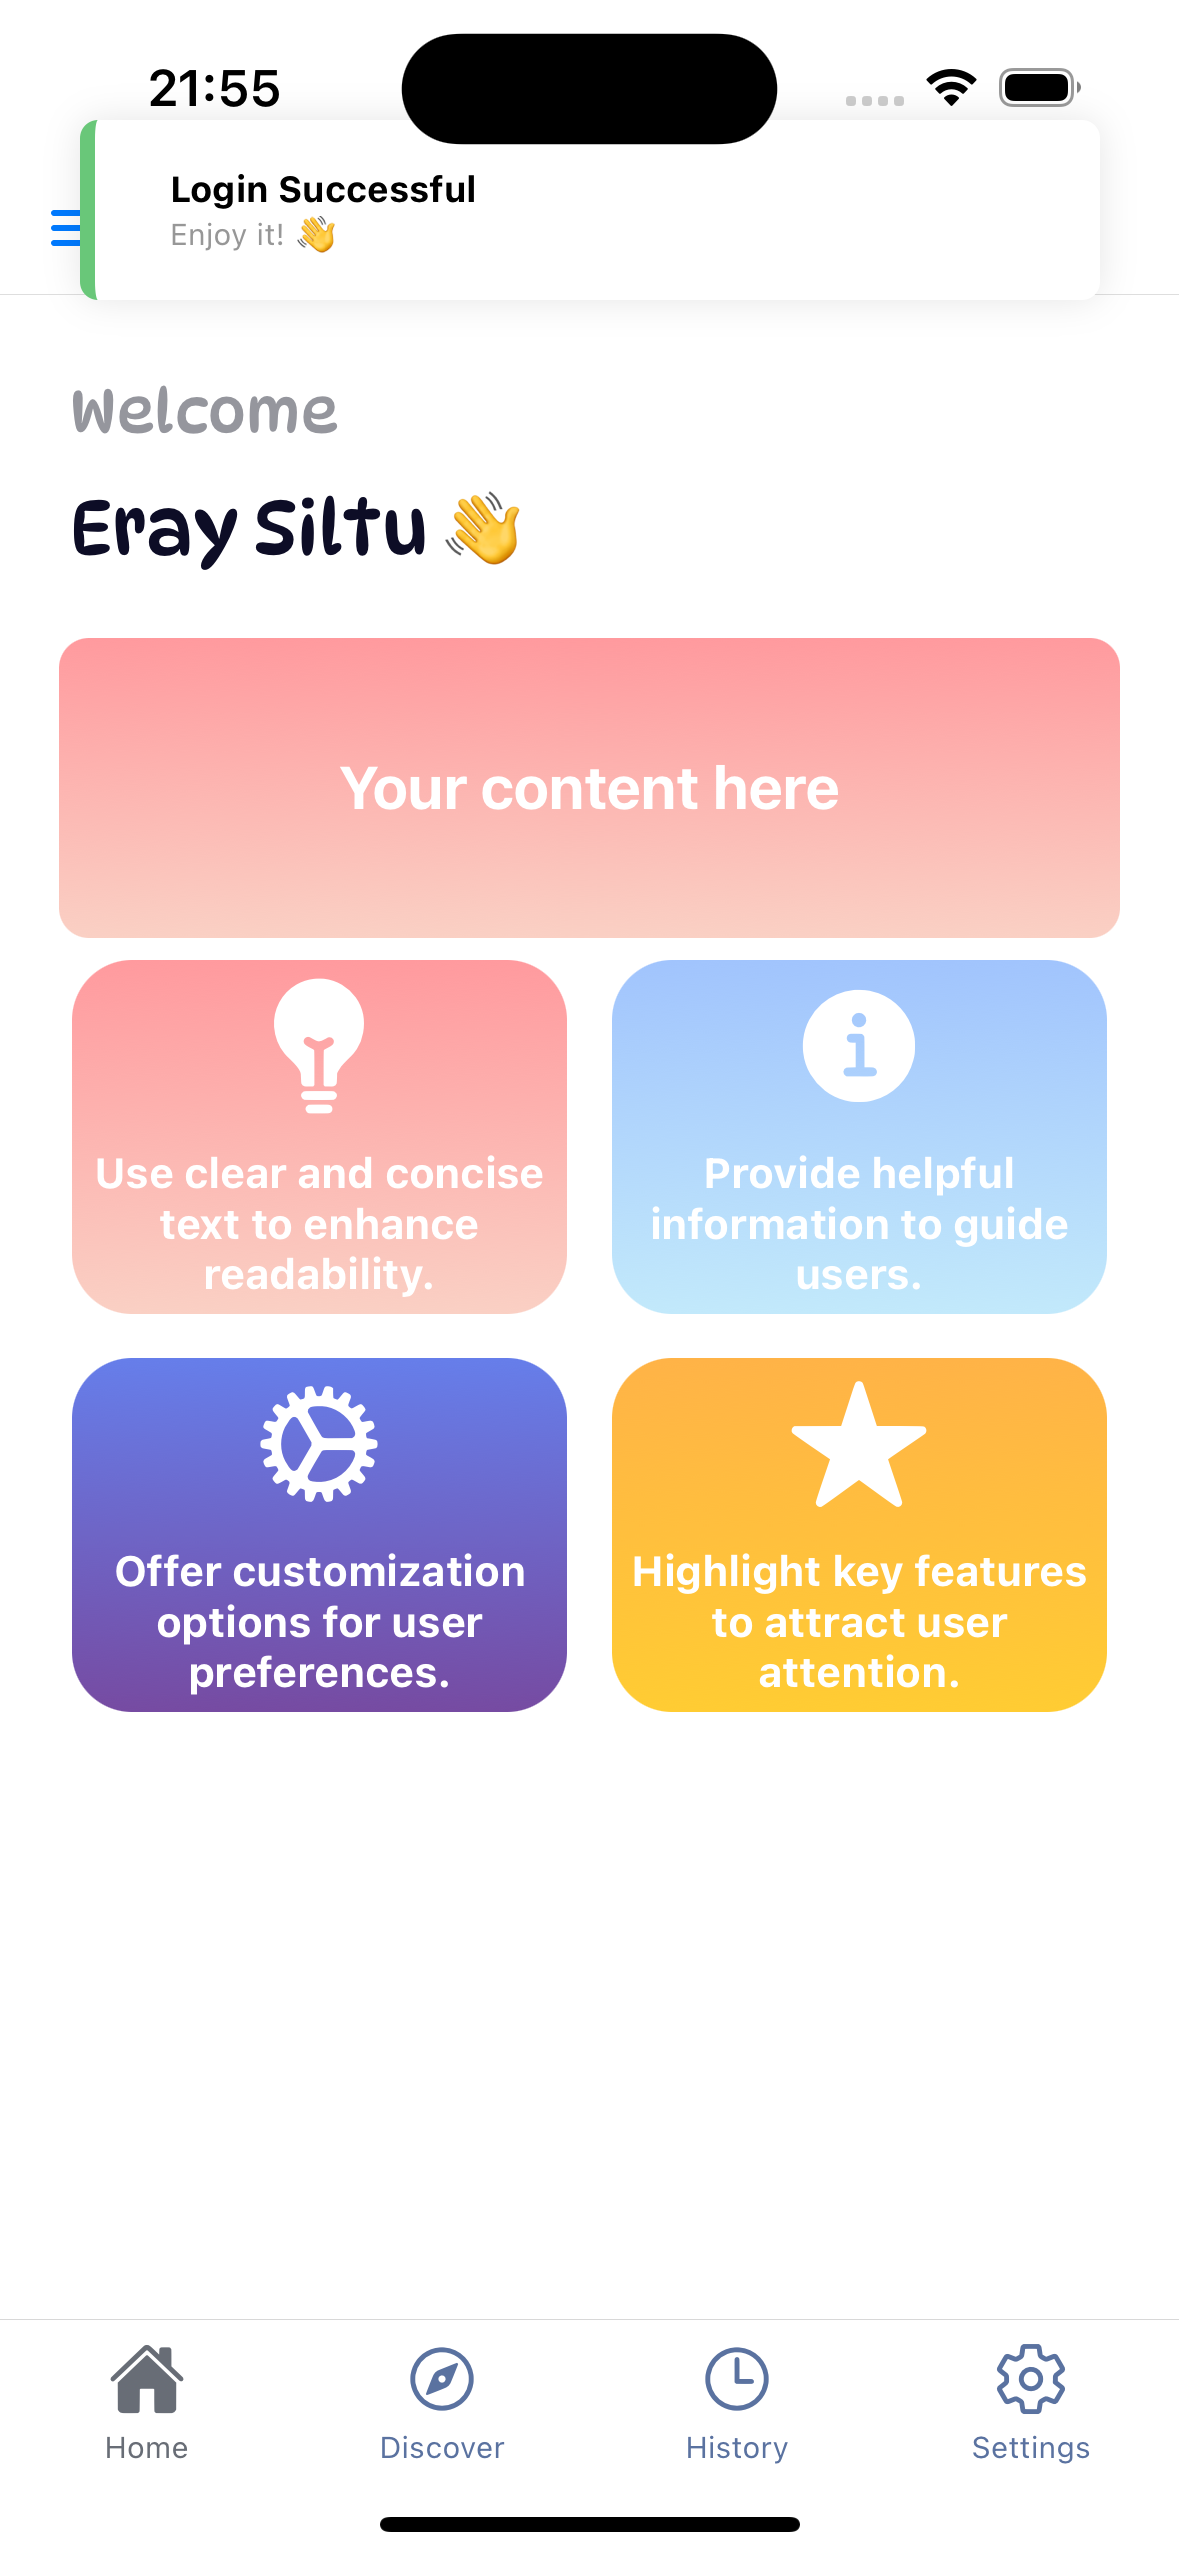 21:55
Login Successful
Enjoy it! 👋
Welcome
Eray Siltu 👋
Your content here
Use clear and concise
text to enhance
readability.
Provide helpful
information to guide
users.
Offer customization
options for user
preferences.
Highlight key features
to attract user
attention.
Home
Discover
History
Settings